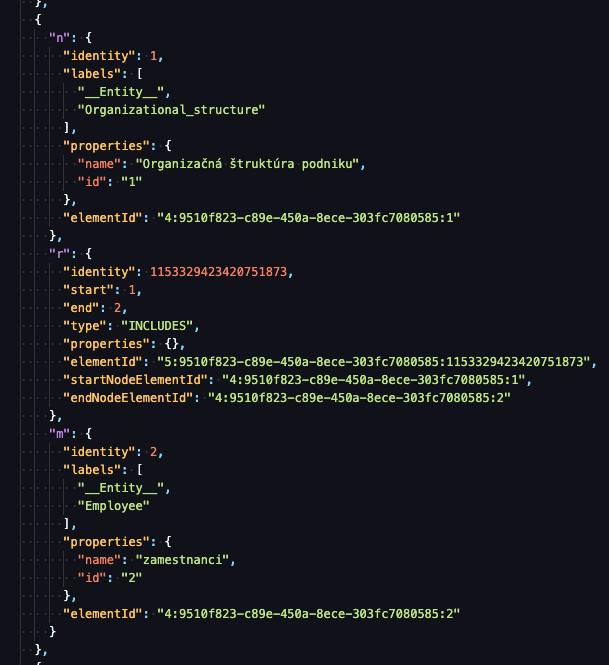 },
{
"n": {
"identity": 1,
"labels": [
"__Entity__",
"Organizational_structure"
],
"properties": {
"name": "Organizačná štruktúra podniku",
"id": "1"
},
"elementId": "4:9510f823-c89e-450a-8ece-303fc7080585:1"
},
"r": {
"identity": 1153329423420751873,
"start": 1,
"end": 2,
"type": "INCLUDES",
"properties": {},
"elementId": "5:9510f823-c89e-450a-8ece-303fc7080585:1153329423420751873",
"startNodeElementId": "4:9510f823-c89e-450a-8ece-303fc7080585:1",
"endNodeElementId": "4:9510f823-c89e-450a-8ece-303fc7080585:2"
},
"m": {
"identity": 2,
"labels": [
"__Entity__",
"Employee"
],
"properties": {
"name": "zamestnanci",
"id": "2"
},
"elementId": "4:9510f823-c89e-450a-8ece-303fc7080585:2"
}
},
{